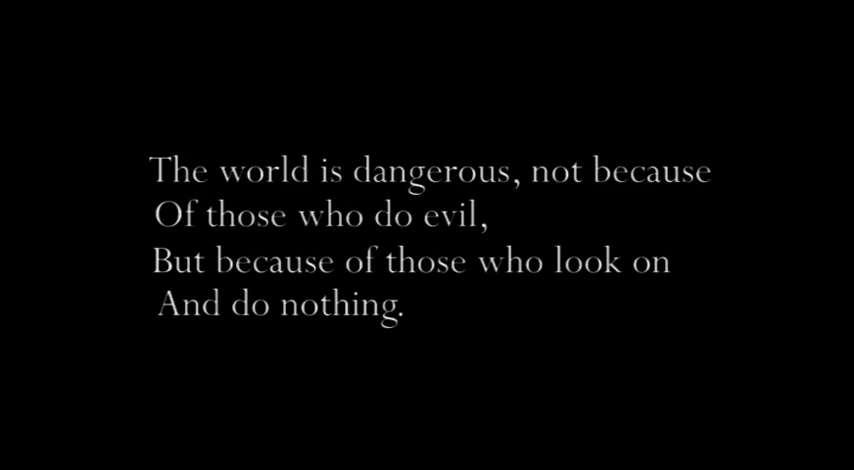 The world is dangerous, not because
Of those who do evil,
But because of those who look on
And do nothing.